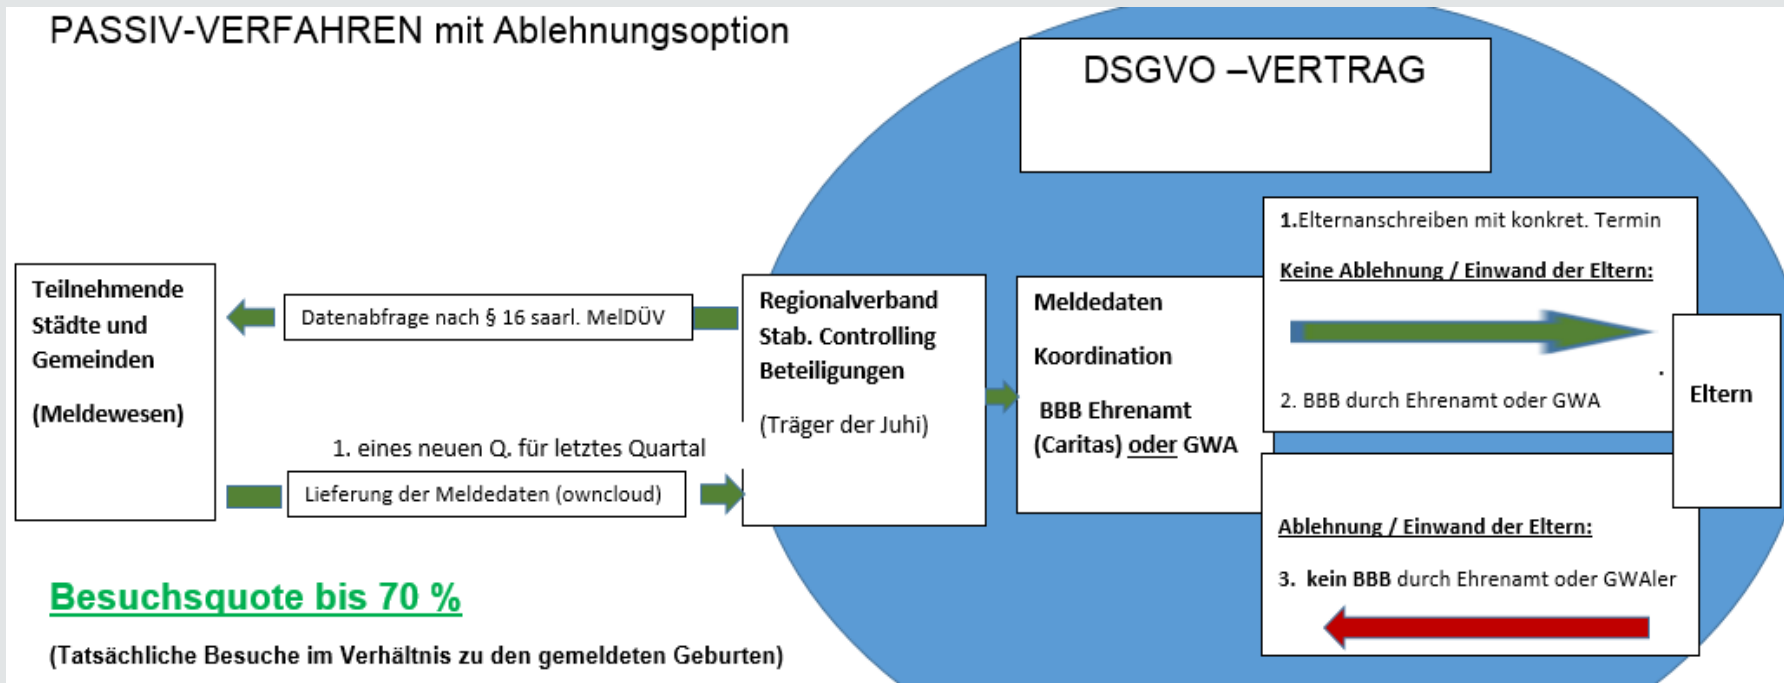 PASSIV-VERFAHREN mit Ablehnungsoption
DSGVO –VERTRAG
Teilnehmende
Städte und
Gemeinden
(Meldewesen)
Datenabfrage nach § 16 saarl. MelDÜV
1. eines neuen Q. für letztes Quartal
Lieferung der Meldedaten (owncloud)
Regionalverband
Stab. Controlling
Beteiligungen
(Träger der Juhi)
Meldedaten
Koordination
BBB Ehrenamt
(Caritas) oder GWA
1.Elternanschreiben mit konkret. Termin
Keine Ablehnung / Einwand der Eltern:
.
2. BBB durch Ehrenamt oder GWA
Eltern
Ablehnung / Einwand der Eltern:
3. kein BBB durch Ehrenamt oder GWAler
Besuchsquote bis 70 %
(Tatsächliche Besuche im Verhältnis zu den gemeldeten Geburten)